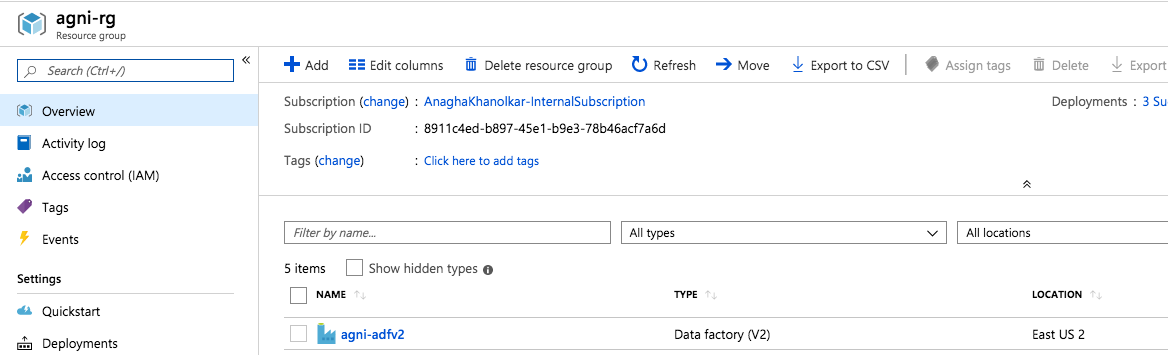 agni-rg
Resource group
Search (Ctrl+/)
Overview
Activity log
Access control (IAM)
Tags
Events
Settings
Quickstart
Deployments
Add Edit columns Delete resource group Refresh Move Export to CSV Assign tags Delete Export
Subscription (change) : AnaghaKhanolkar-InternalSubscription Deployments : 3 Su
Subscription ID : 8911c4ed-b897-45e1-b9e3-78b46acf7a6d
Tags (change) : Click here to add tags
Filter by name... All types All locations
5 items Show hidden types
NAME TYPE LOCATION
agni-adfv2 Data factory (V2) East US 2